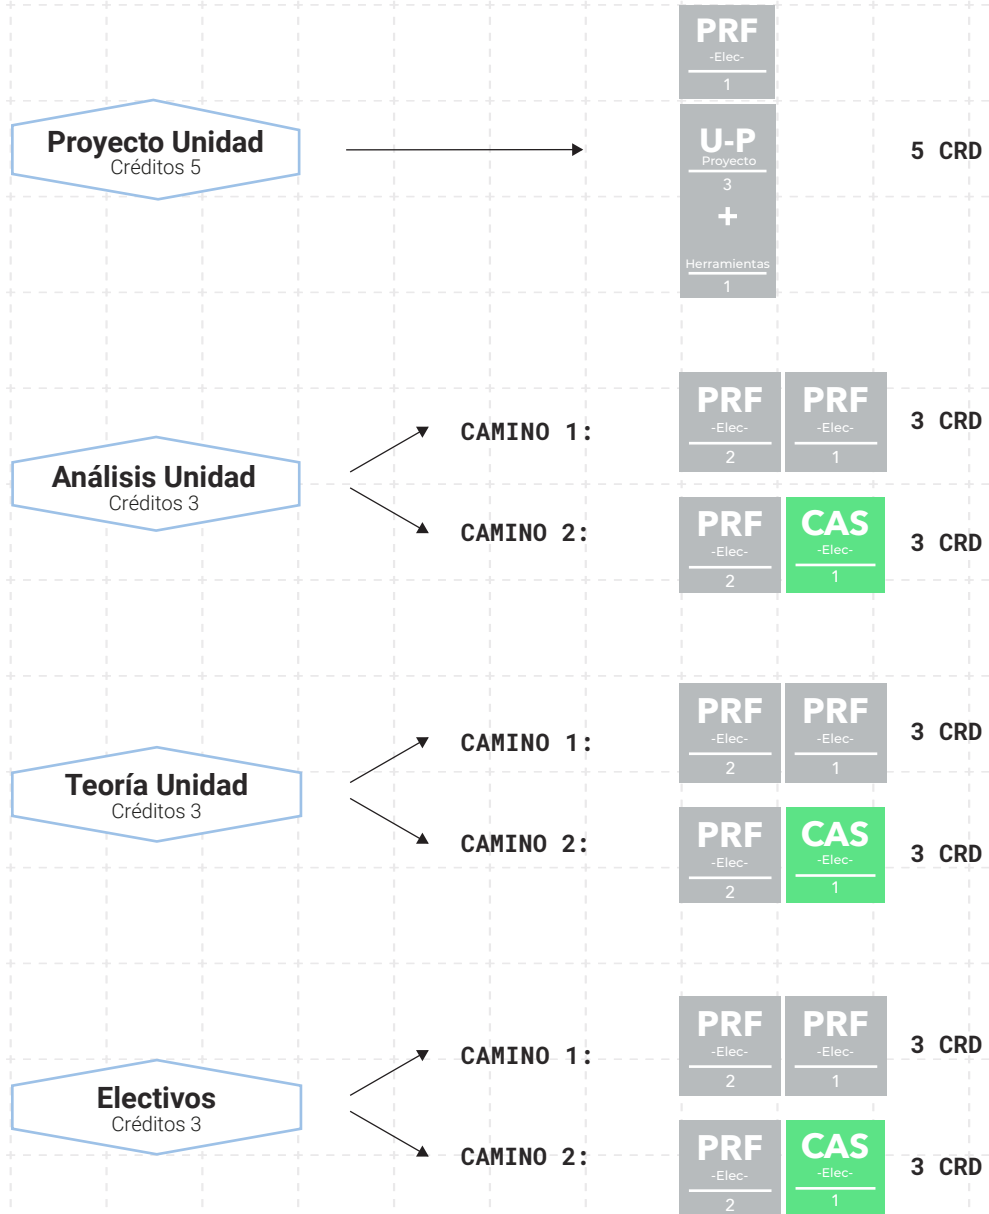 PRF
-Elec-
1
Proyecto Unidad
Créditos 5
U-P
Proyecto
3
+
Herramientas
1
5 CRD
Análisis Unidad
Créditos 3
CAMINO 1:
PRF
-Elec-
2
PRF
-Elec-
1
3 CRD
CAMINO 2:
PRF
-Elec-
2
CAS
-Elec-
1
3 CRD
Teoría Unidad
Créditos 3
CAMINO 1:
PRF
-Elec-
2
PRF
-Elec-
1
3 CRD
CAMINO 2:
PRF
-Elec-
2
CAS
-Elec-
1
3 CRD
Electivos
Créditos 3
CAMINO 1:
PRF
-Elec-
2
PRF
-Elec-
1
3 CRD
CAMINO 2:
PRF
-Elec-
2
CAS
-Elec-
1
3 CRD